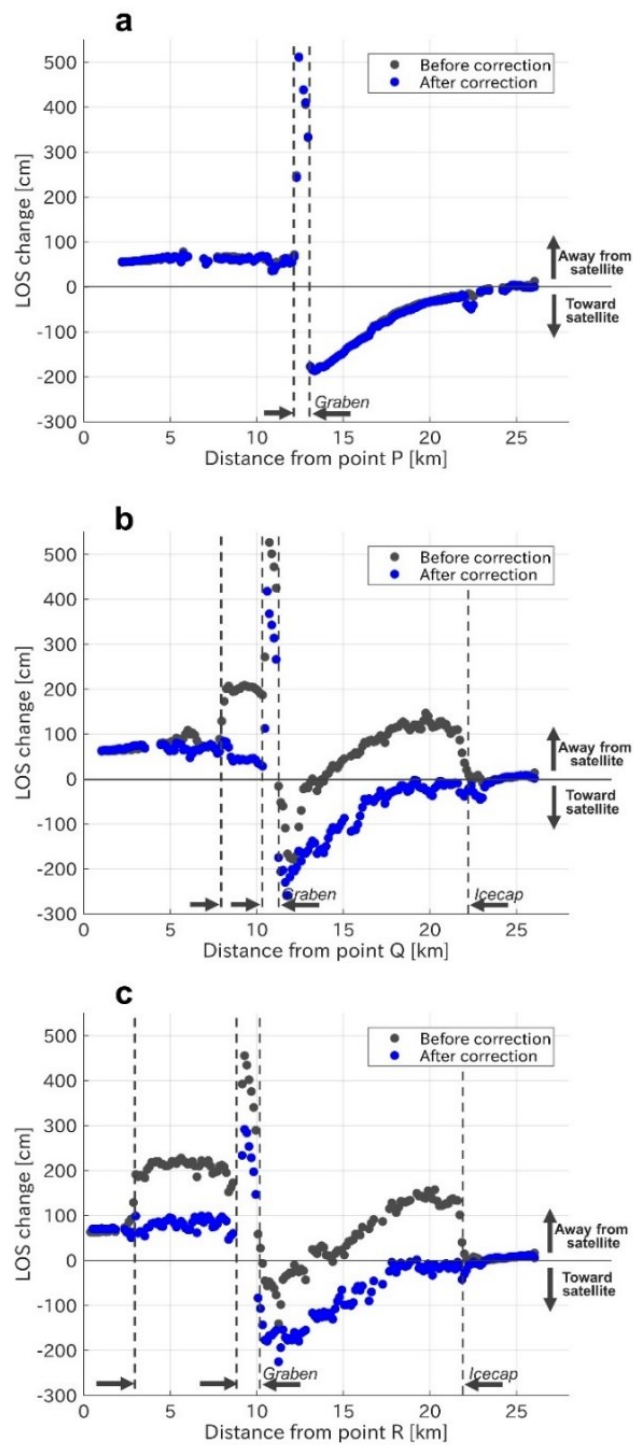 a
Before correction
After correction
500
400
300
200
100
0
-100
-200
-300
LOS change [cm]
Away from
satellite
Toward
satellite
Graben
0 5 10 15 20 25
Distance from point P [km]
b
Before correction
After correction
500
400
300
200
100
0
-100
-200
-300
LOS change [cm]
Away from
satellite
Toward
satellite
Graben Icecap
0 5 10 15 20 25
Distance from point Q [km]
c
Before correction
After correction
500
400
300
200
100
0
-100
-200
-300
LOS change [cm]
Away from
satellite
Toward
satellite
Graben Icecap
0 5 10 15 20 25
Distance from point R [km]